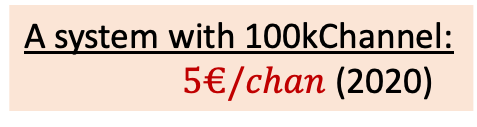 A system with 100kChannel:
5€/chan (2020)